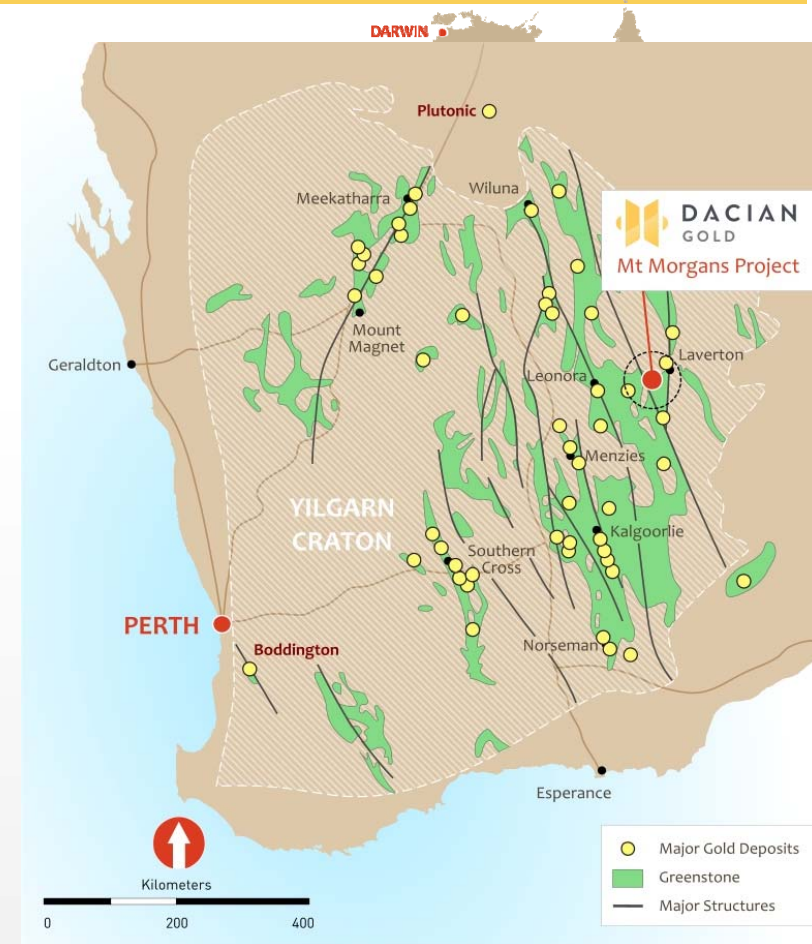 DARWIN
Plutonic
Meekatharra
Wiluna
DACIAN
GOLD
Mt Morgans Project
Mount
Magnet
Geraldton
Laverton
Leonora
Menzies
YILGARN
CRATON
Kalgoorlie
Southern
Cross
PERTH
Boddington
Norseman
Esperance
Kilometers
0 200 400
Major Gold Deposits
Greenstone
Major Structures